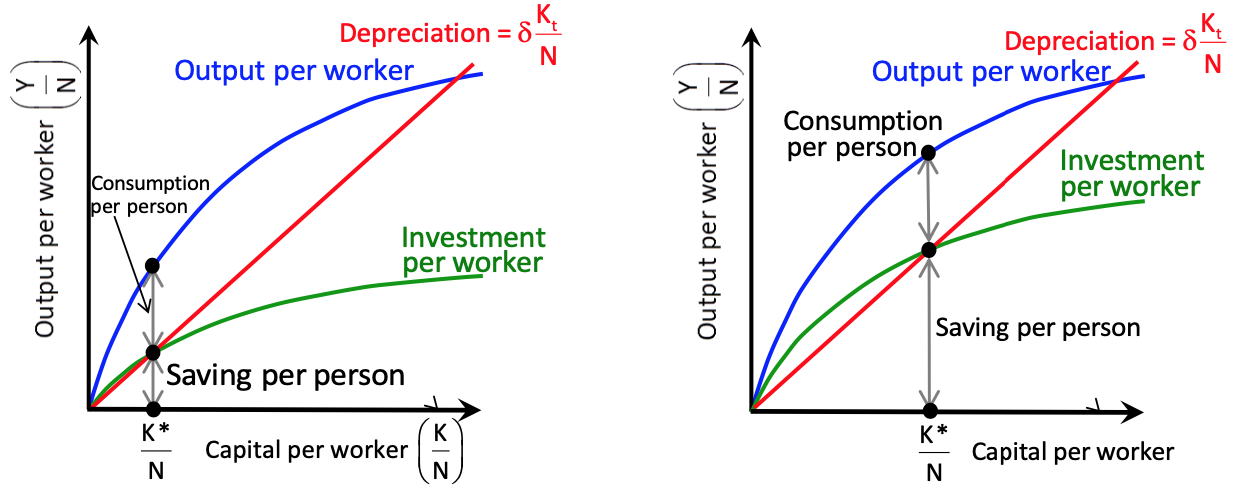 Depreciation = δ K_t/N
Output per worker
Output per worker (Y/N)
Consumption
per person
Investment
per worker
Saving per person
K*/N
Capital per worker (K/N)
Depreciation = δ K_t/N
Output per worker
Output per worker (Y/N)
Consumption
per person
Investment
per worker
Saving per person
K*/N
Capital per worker